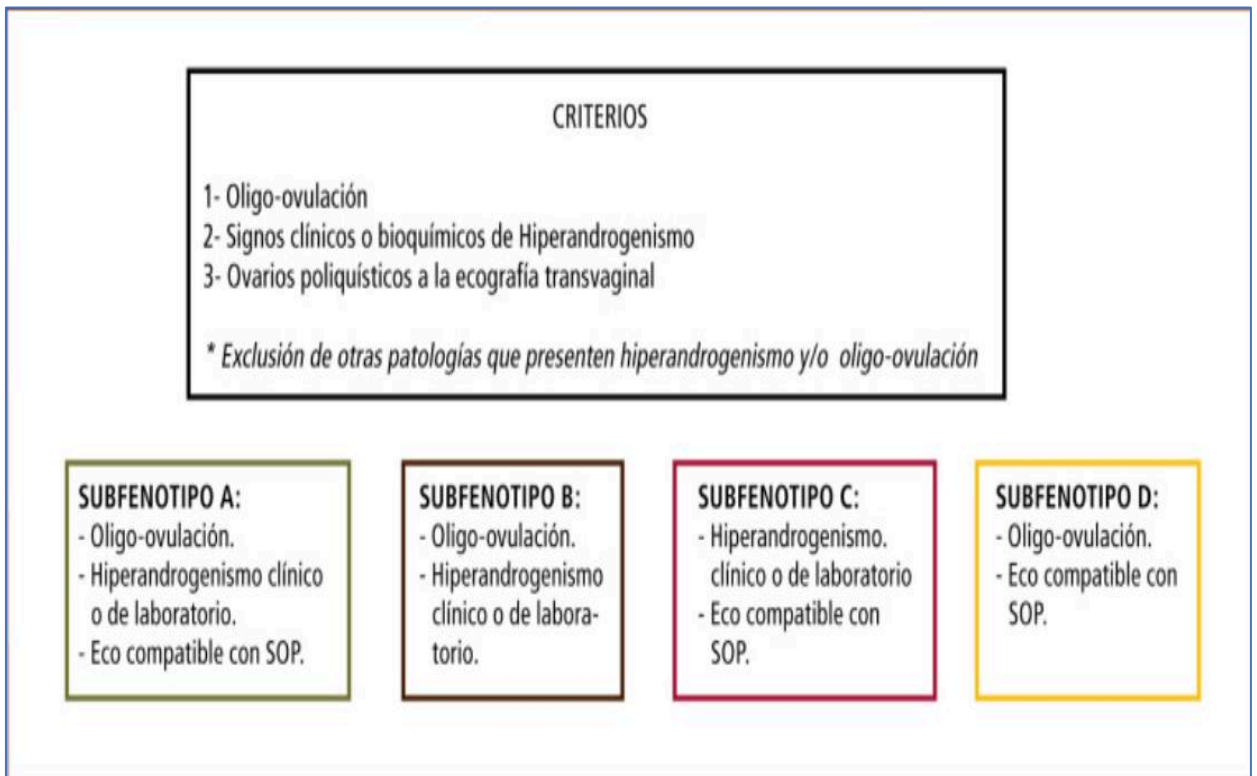 CRITERIOS
1- Oligo-ovulación
2- Signos clínicos o bioquímicos de Hiperandrogenismo
3- Ovarios poliquísticos a la ecografía transvaginal
* Exclusión de otras patologías que presenten hiperandrogenismo y/o oligo-ovulación
SUBFENOTIPO A:
- Oligo-ovulación.
- Hiperandrogenismo clínico
o de laboratorio.
- Eco compatible con SOP.
SUBFENOTIPO B:
- Oligo-ovulación.
- Hiperandrogenismo
clínico o de labora-
torio.
SUBFENOTIPO C:
- Hiperandrogenismo.
clínico o de laboratorio
- Eco compatible con
SOP.
SUBFENOTIPO D:
- Oligo-ovulación.
- Eco compatible con
SOP.